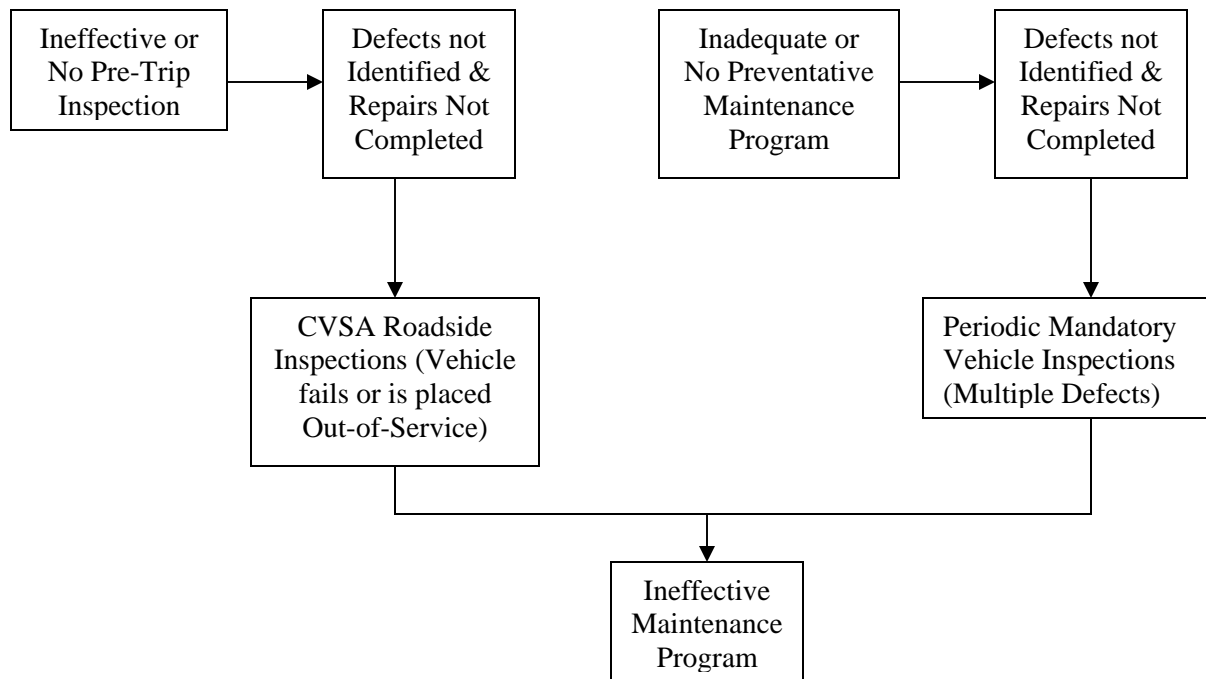 Ineffective or
No Pre-Trip
Inspection
Defects not
Identified &
Repairs Not
Completed
Inadequate or
No Preventative
Maintenance
Program
Defects not
Identified &
Repairs Not
Completed
CVSA Roadside
Inspections (Vehicle
fails or is placed
Out-of-Service)
Periodic Mandatory
Vehicle Inspections
(Multiple Defects)
Ineffective
Maintenance
Program